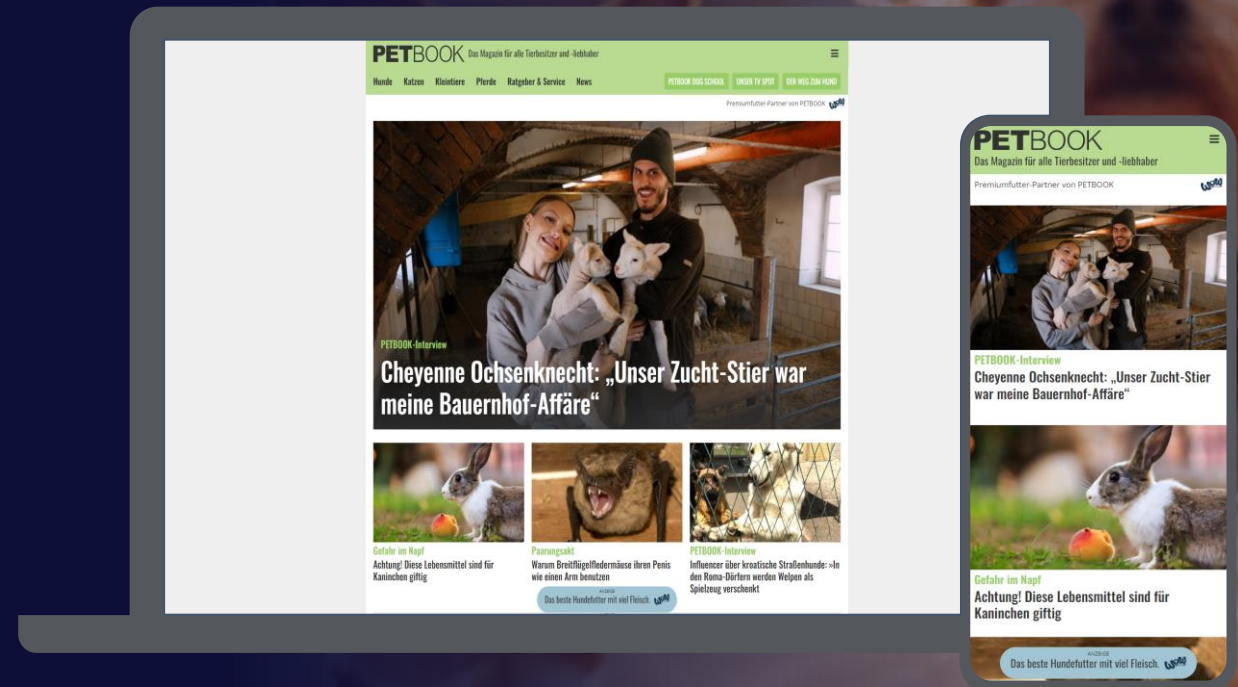 PETBOOK Das Magazin für alle Tierbesitzer und -liebhaber
Hunde Katzen Kleintiere Pferde Ratgeber & Service News PETBOOK DOG SCHOOL UNSER TV SPOT DER WEG ZUM HUND
Premiumfutter-Partner von PETBOOK
PETBOOK-Interview
Cheyenne Ochsenknecht: „Unser Zucht-Stier war
meine Bauernhof-Affäre“
Gefahr im Napf
Achtung! Diese Lebensmittel sind für
Kaninchen giftig
Paarungsakt
Warum Breitflügelfledermäuse ihren Penis
wie einen Arm benutzen
PETBOOK-Interview
Influencer über kroatische Straßenhunde: »In
den Roma-Dörfern werden Welpen als
Spielzeug verschenkt
ANZEIGE
Das beste Hundefutter mit viel Fleisch.
PETBOOK
Das Magazin für alle Tierbesitzer und -liebhaber
Premiumfutter-Partner von PETBOOK
PETBOOK-Interview
Cheyenne Ochsenknecht: „Unser Zucht-Stier
war meine Bauernhof-Affäre“
Gefahr im Napf
Achtung! Diese Lebensmittel sind für
Kaninchen giftig
ANZEIGE
Das beste Hundefutter mit viel Fleisch.